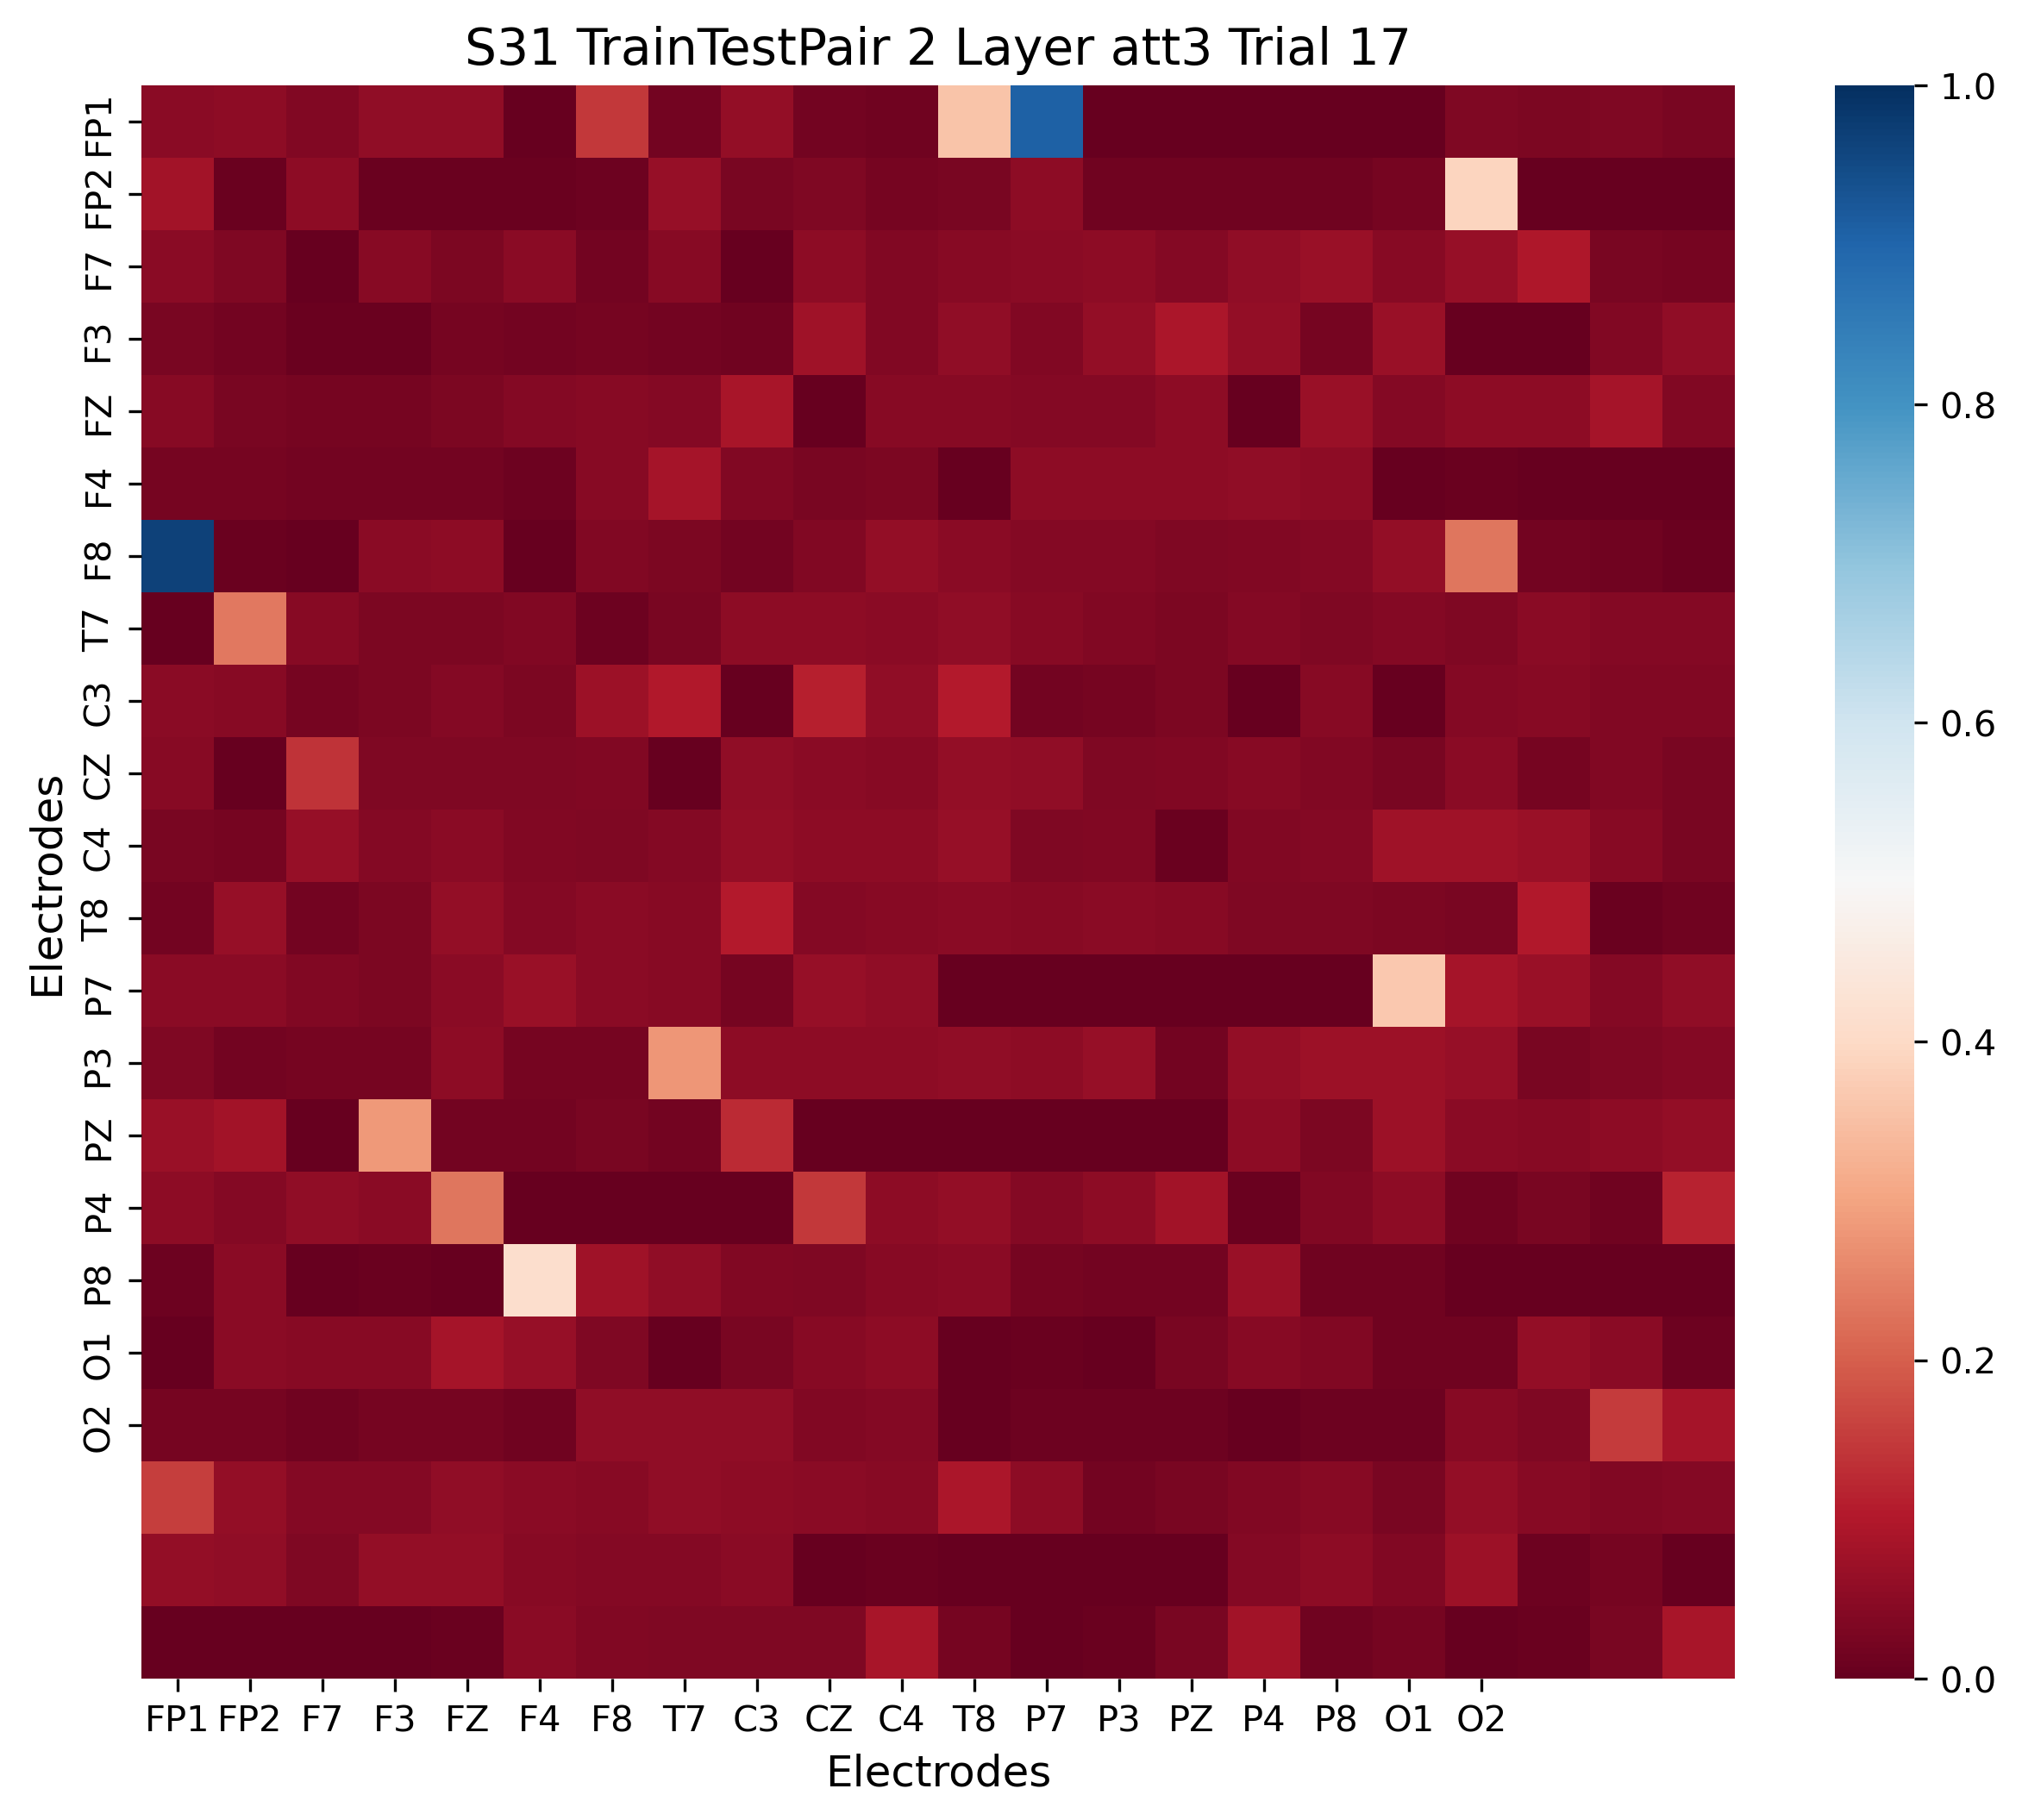 S31 TrainTestPair 2 Layer att3 Trial 17
Electrodes
FP1
FP2
F7
F3
FZ
F4
F8
T7
C3
CZ
C4
T8
P7
P3
PZ
P4
P8
O1
O2
FP1 FP2 F7 F3 FZ F4 F8 T7 C3 CZ C4 T8 P7 P3 PZ P4 P8 O1 O2
Electrodes
1.0
0.8
0.6
0.4
0.2
0.0